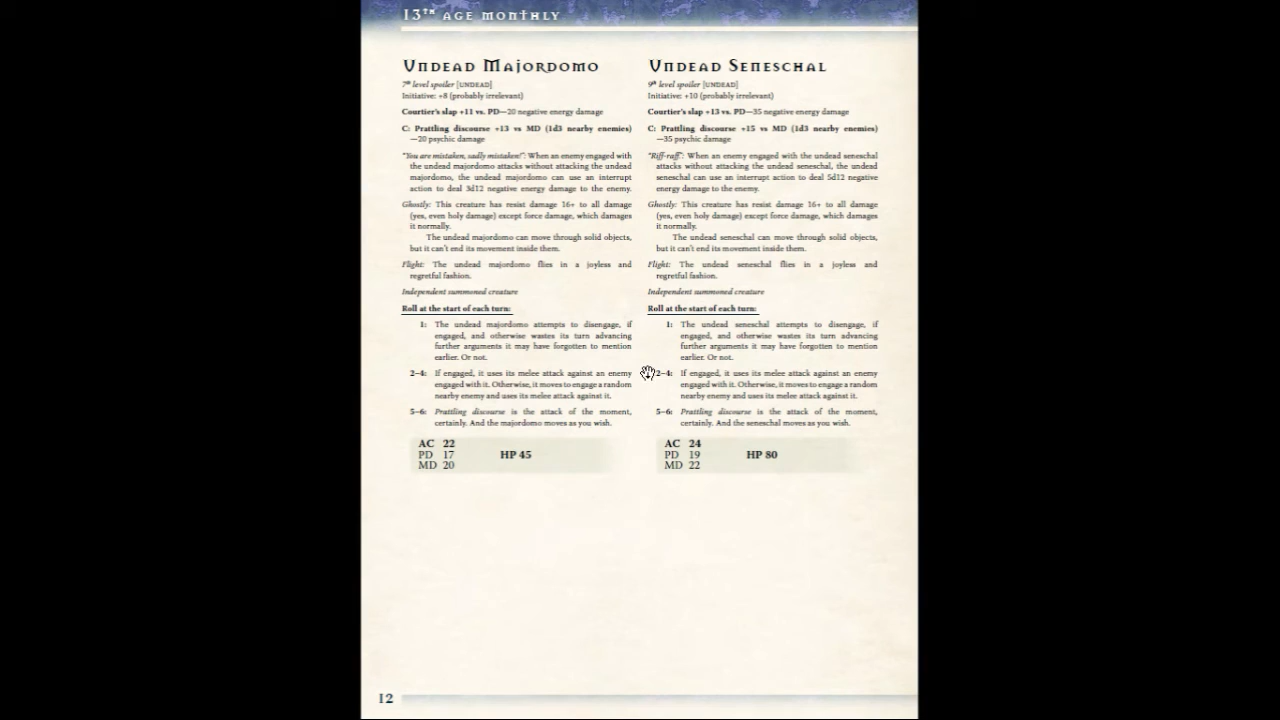 13TH AGE MONTHLY
UNDEAD MAJORDOMO
7th level spoiler [UNDEAD]
Initiative: +8 (probably irrelevant)
Courtier's slap +11 vs. PD—20 negative energy damage
C: Prattling discourse +13 vs MD (1d3 nearby enemies)
—20 psychic damage
"You are mistaken, sadly mistaken!": When an enemy engaged with
the undead majordomo attacks without attacking the undead
majordomo, the undead majordomo can use an interrupt
action to deal 3d12 negative energy damage to the enemy.
Ghostly: This creature has resist damage 16+ to all damage
(yes, even holy damage) except force damage, which damages
it normally.
The undead majordomo can move through solid objects,
but it can't end its movement inside them.
Flight: The undead majordomo flies in a joyless and
regretful fashion.
Independent summoned creature
Roll at the start of each turn:
1: The undead majordomo attempts to disengage, if
engaged, and otherwise wastes its turn advancing
further arguments it may have forgotten to mention
earlier. Or not.
2–4: If engaged, it uses its melee attack against an enemy
engaged with it. Otherwise, it moves to engage a random
nearby enemy and uses its melee attack against it.
5–6: Prattling discourse is the attack of the moment,
certainly. And the majordomo moves as you wish.
AC 22
PD 17 HP 45
MD 20
UNDEAD SENESCHAL
9th level spoiler [UNDEAD]
Initiative: +10 (probably irrelevant)
Courtier's slap +13 vs. PD—35 negative energy damage
C: Prattling discourse +15 vs MD (1d3 nearby enemies)
—35 psychic damage
"Riff-raff": When an enemy engaged with the undead seneschal
attacks without attacking the undead seneschal, the undead
seneschal can use an interrupt action to deal 5d12 negative
energy damage to the enemy.
Ghostly: This creature has resist damage 16+ to all damage
(yes, even holy damage) except force damage, which damages
it normally.
The undead seneschal can move through solid objects,
but it can't end its movement inside them.
Flight: The undead seneschal flies in a joyless and
regretful fashion.
Independent summoned creature
Roll at the start of each turn:
1: The undead seneschal attempts to disengage, if
engaged, and otherwise wastes its turn advancing
further arguments it may have forgotten to mention
earlier. Or not.
2–4: If engaged, it uses its melee attack against an enemy
engaged with it. Otherwise, it moves to engage a random
nearby enemy and uses its melee attack against it.
5–6: Prattling discourse is the attack of the moment,
certainly. And the seneschal moves as you wish.
AC 24
PD 19 HP 80
MD 22
12